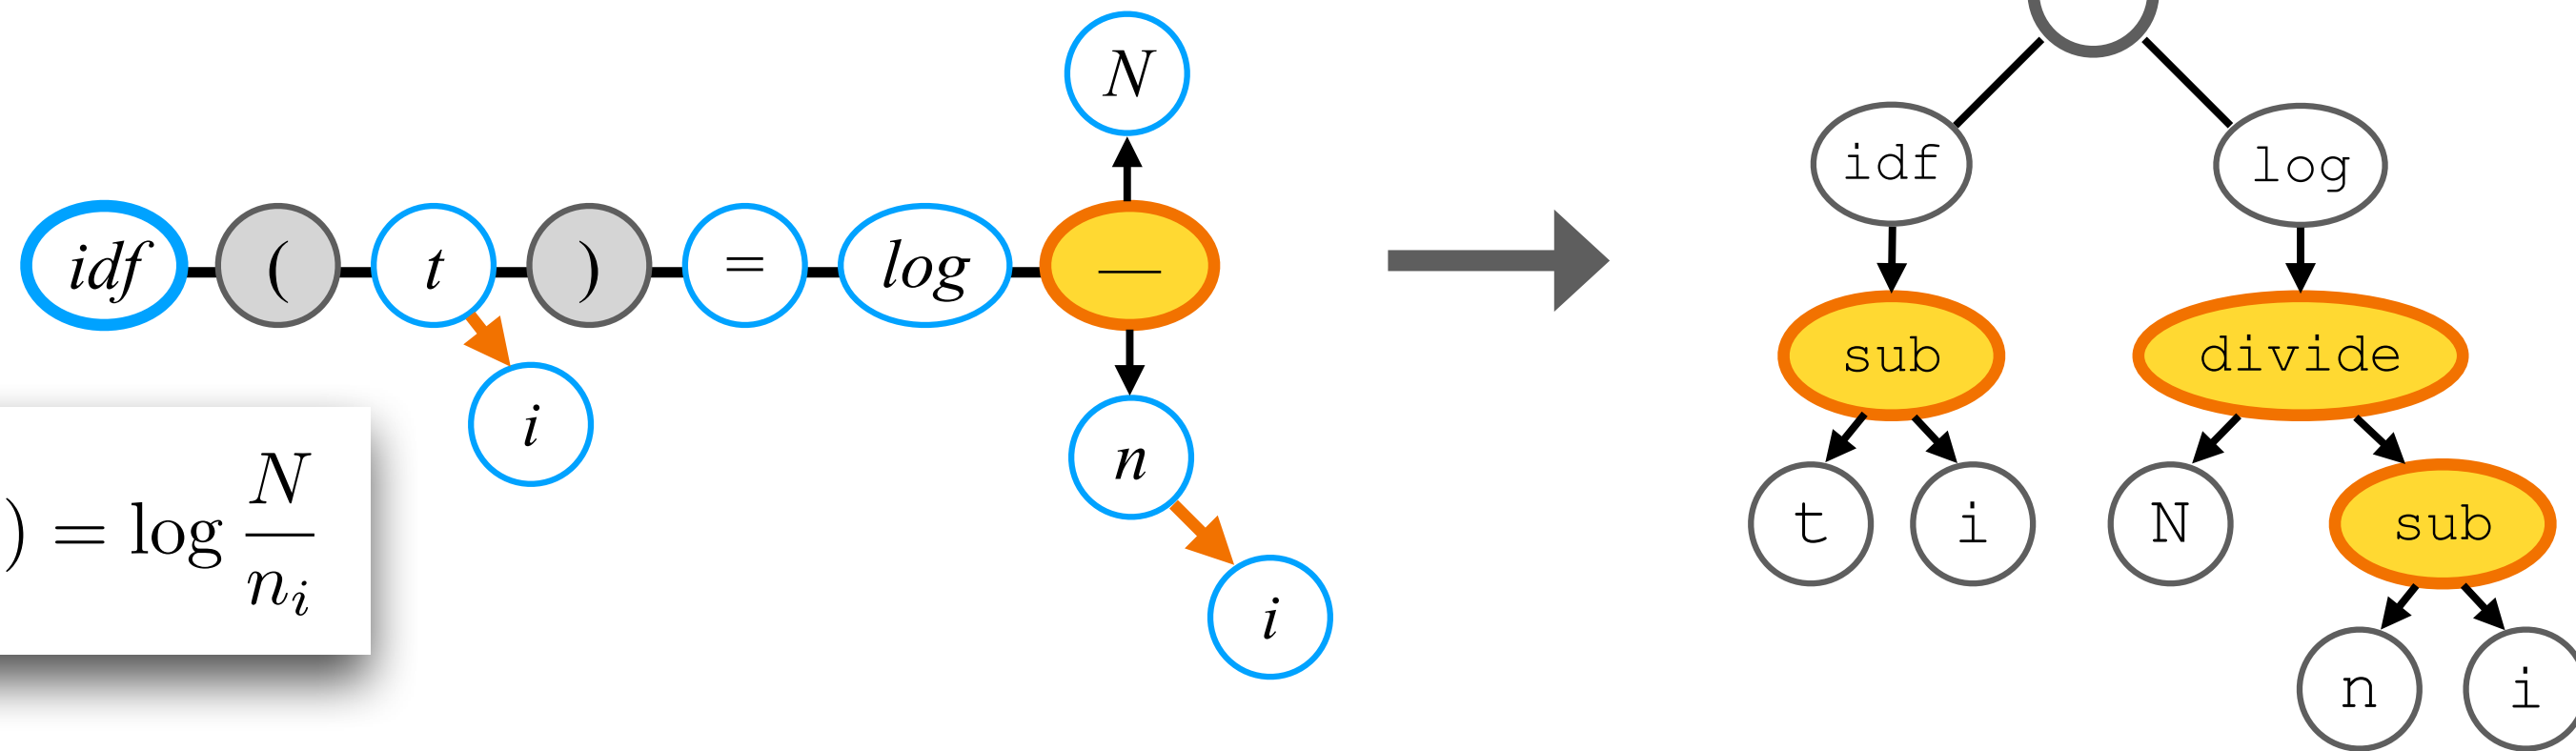 N
idf ( t ) = log —
i
n
i
) = log N
n_i
idf log
sub divide
t i N sub
n i